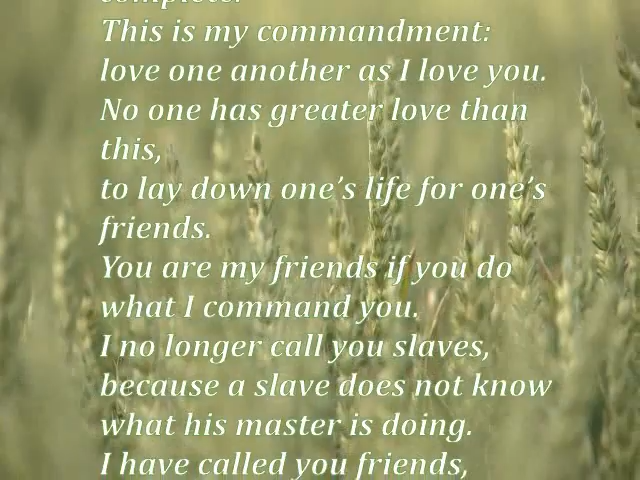 complete.
This is my commandment:
love one another as I love you.
No one has greater love than
this,
to lay down one’s life for one’s
friends.
You are my friends if you do
what I command you.
I no longer call you slaves,
because a slave does not know
what his master is doing.
I have called you friends,